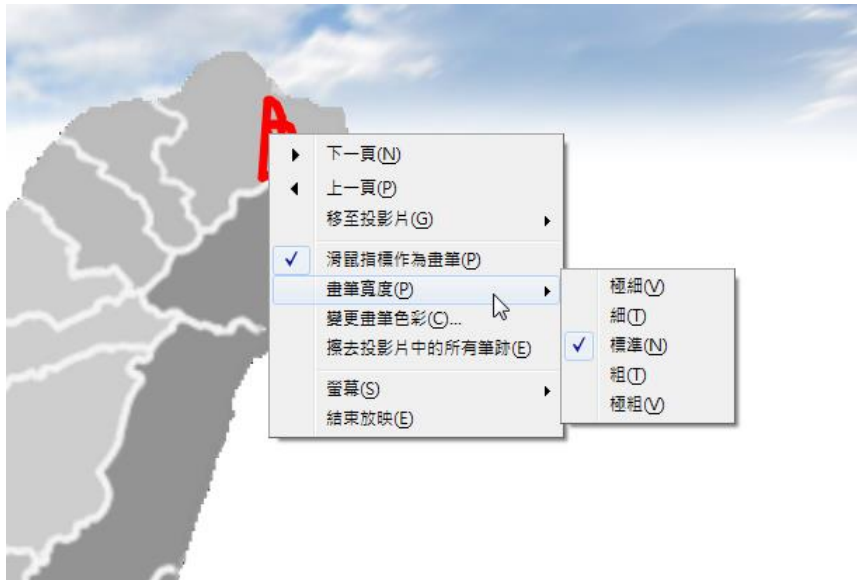 A
下一頁(N)
上一頁(P)
移至投影片(G)
滑鼠指標作為畫筆(P)
畫筆寬度(P)
變更畫筆色彩(C)...
擦去投影片中的所有筆跡(E)
螢幕(S)
結束放映(E)
極細(V)
細(T)
標準(N)
粗(T)
極粗(V)